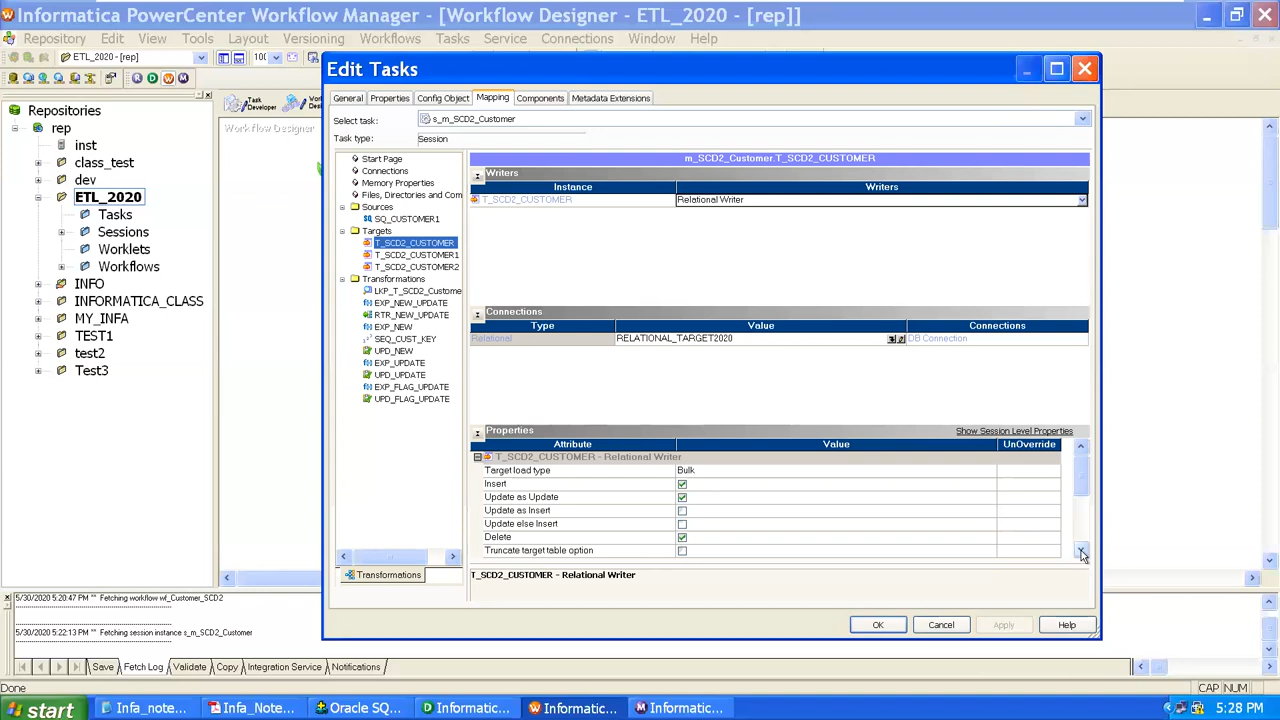 Informatica PowerCenter Workflow Manager - [Workflow Designer - ETL_2020 - [rep]]
Repository Edit View Tools Layout Versioning Workflows Tasks Service Connections Window Help
ETL_2020 - [rep]
100
Task Developer
Workflow Designer
Repositories
rep
inst
class_test
dev
ETL_2020
Tasks
Sessions
Worklets
Workflows
INFO
INFORMATICA_CLASS
MY_INFA
TEST1
test2
Test3
Edit Tasks
General Properties Config Object Mapping Components Metadata Extensions
Select task: s_m_SCD2_Customer
Task type: Session
Start Page
Connections
Memory Properties
Files, Directories and Com
Sources
SQ_CUSTOMER1
Targets
T_SCD2_CUSTOMER
T_SCD2_CUSTOMER1
T_SCD2_CUSTOMER2
Transformations
LKP_T_SCD2_Custome
EXP_NEW_UPDATE
RTR_NEW_UPDATE
EXP_NEW
SEQ_CUST_KEY
UPD_NEW
EXP_UPDATE
UPD_UPDATE
EXP_FLAG_UPDATE
UPD_FLAG_UPDATE
Transformations
m_SCD2_Customer.T_SCD2_CUSTOMER
Writers
Instance Writers
T_SCD2_CUSTOMER Relational Writer
Connections
Type Value Connections
Relational RELATIONAL_TARGET2020 DB Connection
Properties Show Session Level Properties
Attribute Value UnOverride
T_SCD2_CUSTOMER - Relational Writer
Target load type Bulk
Insert
Update as Update
Update as Insert
Update else Insert
Delete
Truncate target table option
T_SCD2_CUSTOMER - Relational Writer
OK Cancel Apply Help
5/30/2020 5:20:47 PM ** Fetching workflow wf_Customer_SCD2
5/30/2020 5:22:13 PM ** Fetching session instance s_m_SCD2_Customer
Save Fetch Log Validate Copy Integration Service Notifications
Done CAP NUM
start Infa_note... Infa_Note... Oracle SQ... Informatic... Informatic... Informatic... 5:28 PM